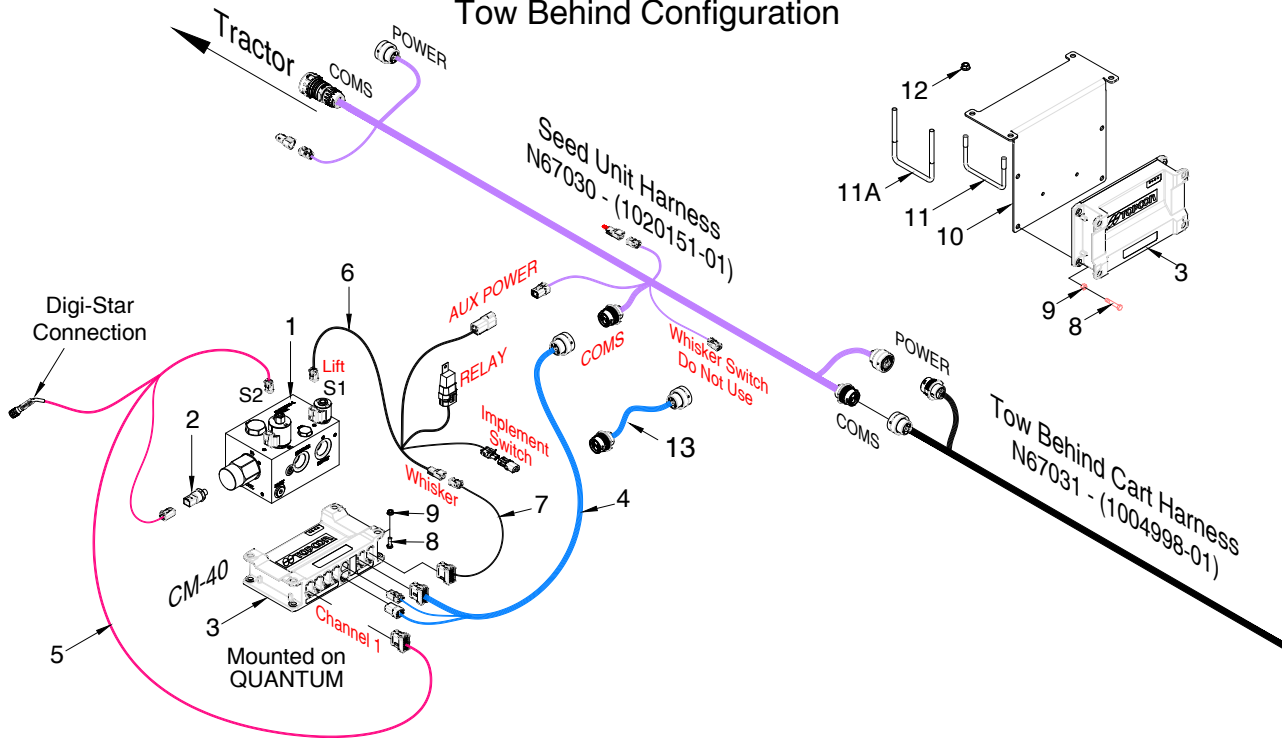 Tow Behind Configuration
Tractor
POWER
COMS
12
11A
11
10
TOPCON
3
9
8
Seed Unit Harness
N67030 - (1020151-01)
6
AUX POWER
Digi-Star
Connection
1
Lift
S2
S1
RELAY
COMS
Whisker Switch
Do Not Use
POWER
2
Implement
Switch
13
COMS
Tow Behind Cart Harness
N67031 - (1004998-01)
Whisker
7
4
9
8
TOPCON
CM-40
3
Channel 1
5
Mounted on
QUANTUM